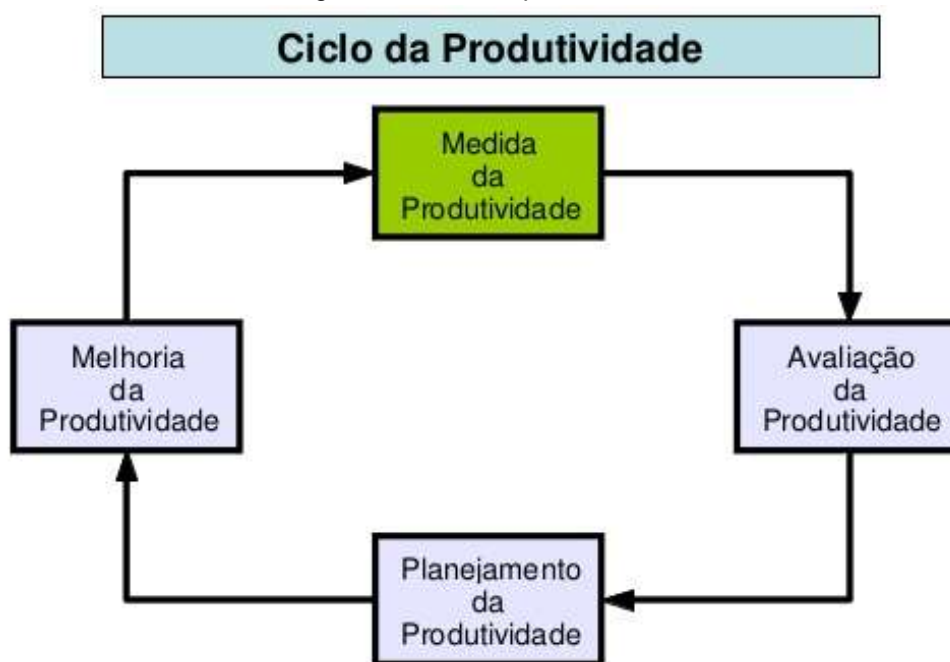 Ciclo da Produtividade
Medida
da
Produtividade
Melhoria
da
Produtividade
Avaliação
da
Produtividade
Planejamento
da
Produtividade